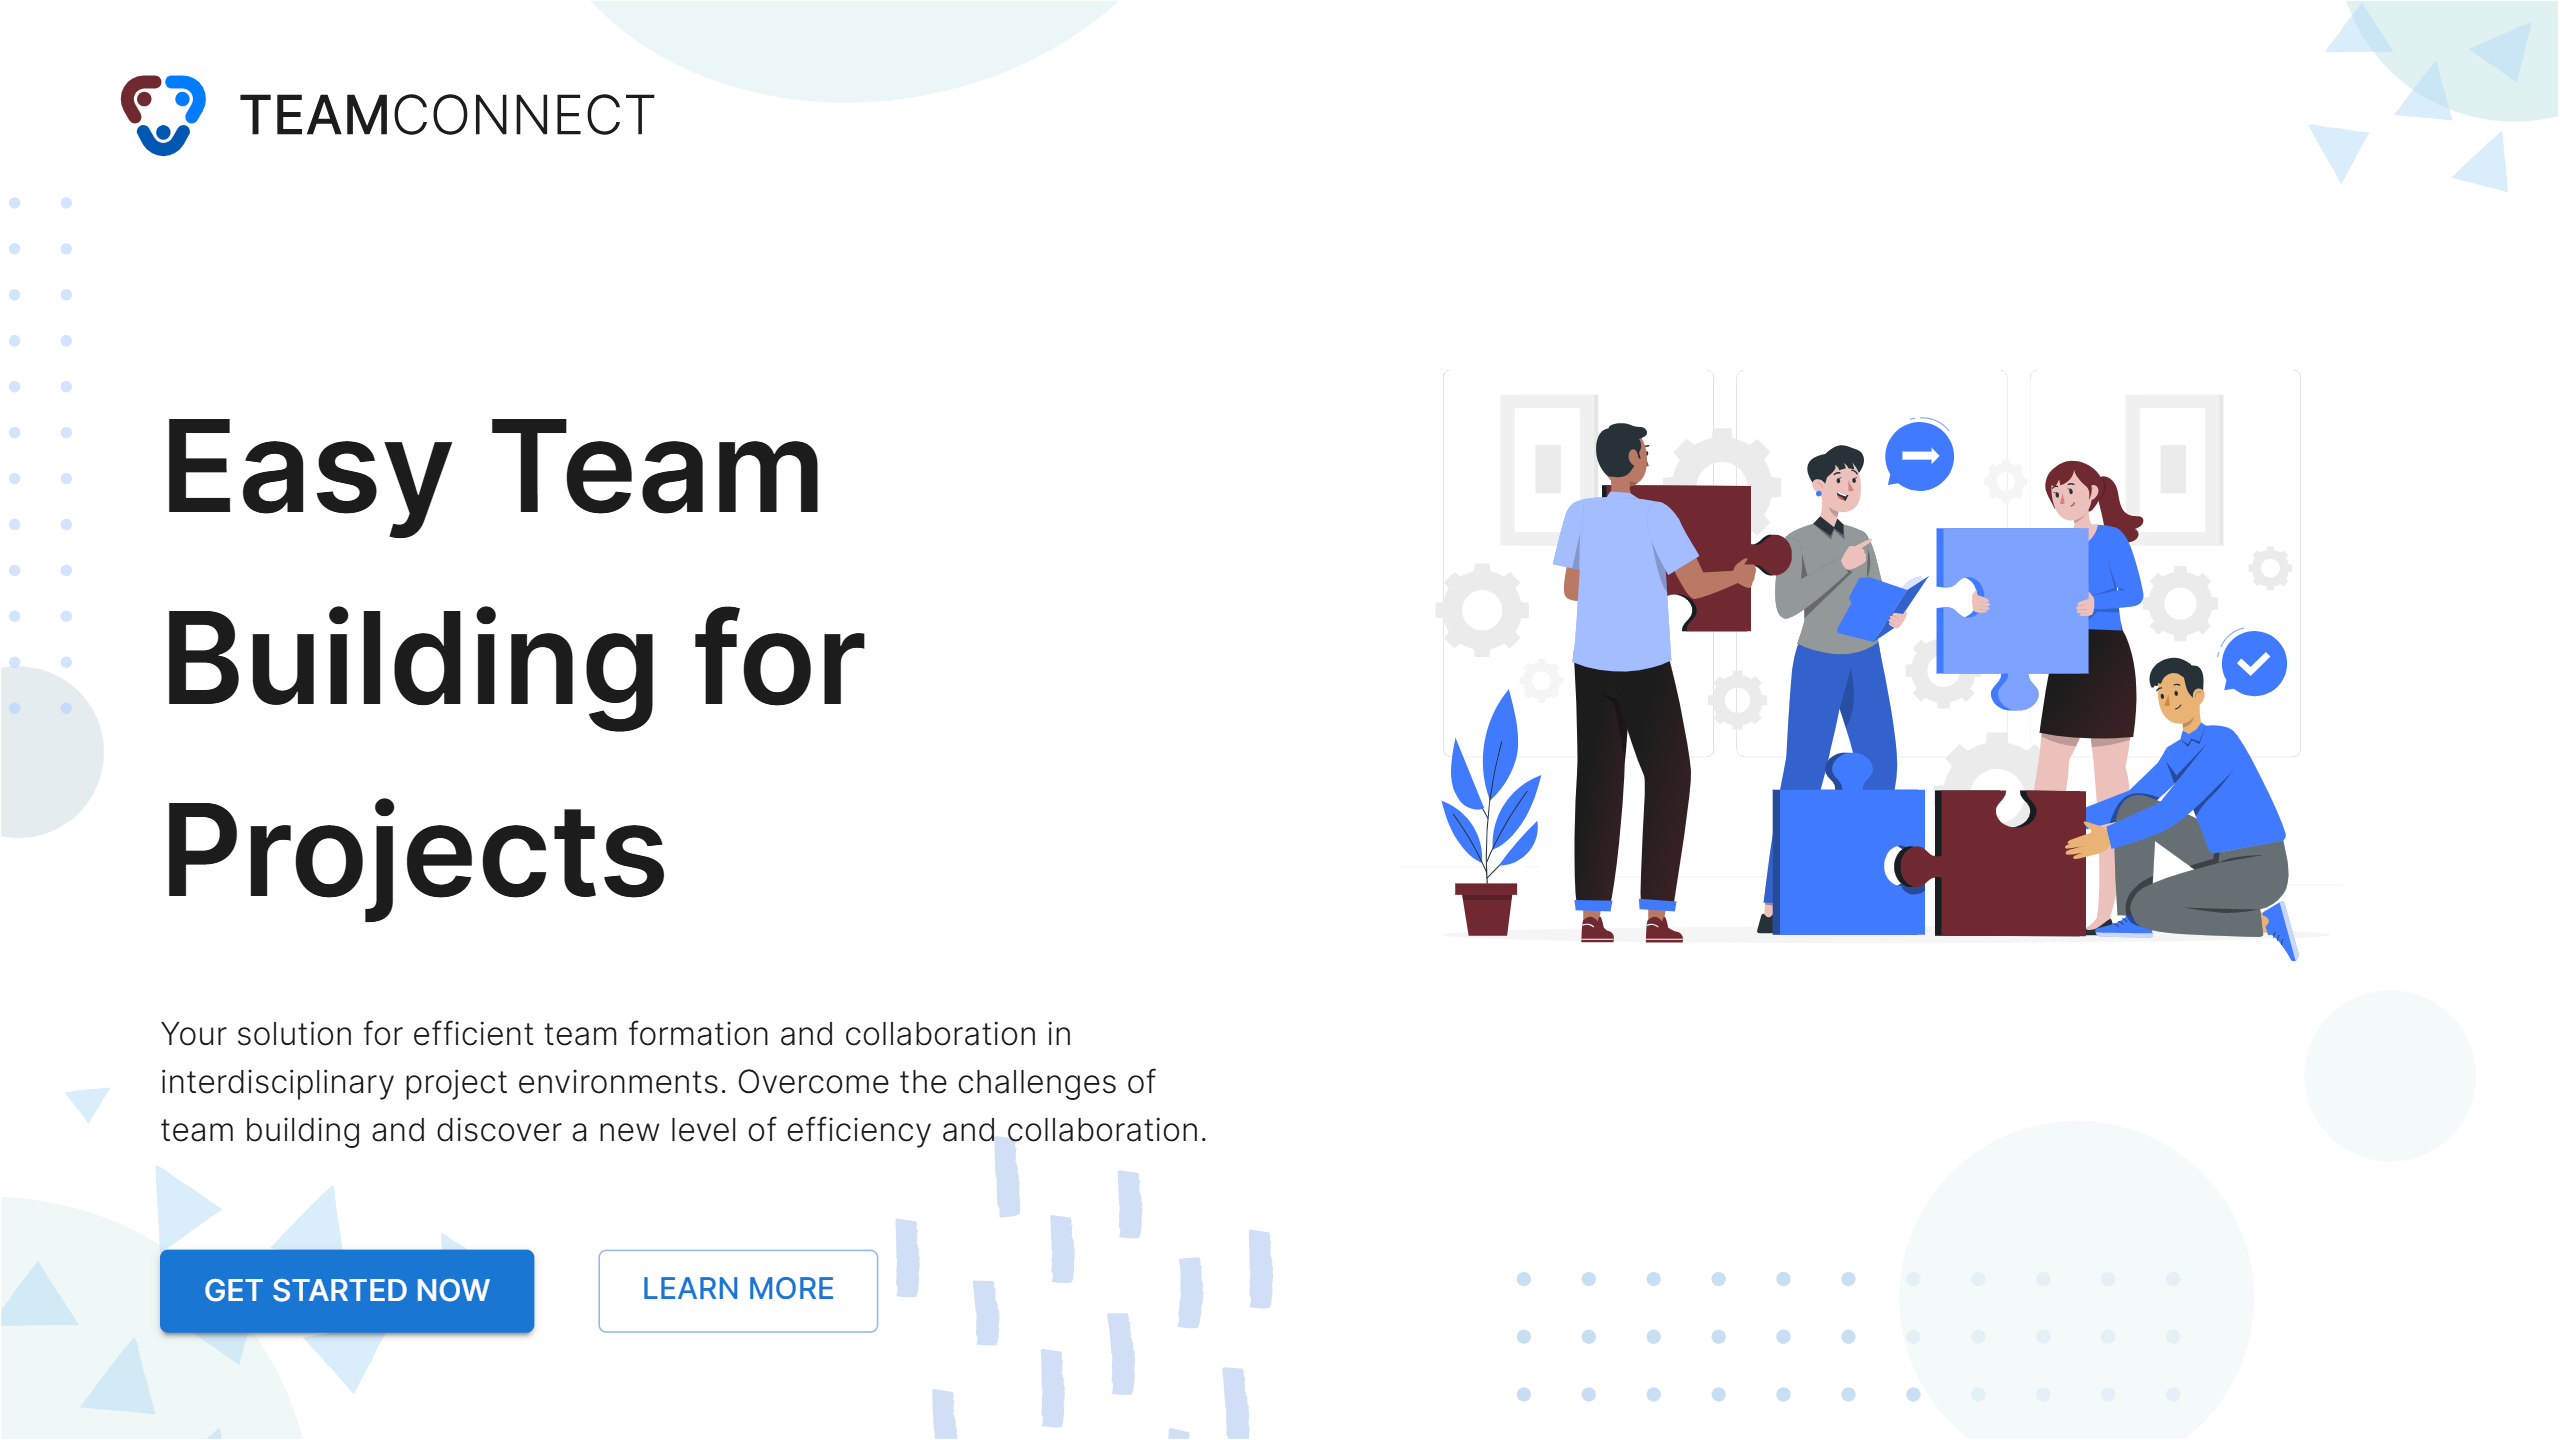 TEAMCONNECT
Easy Team
Building for
Projects
Your solution for efficient team formation and collaboration in
interdisciplinary project environments. Overcome the challenges of
team building and discover a new level of efficiency and collaboration.
GET STARTED NOW
LEARN MORE